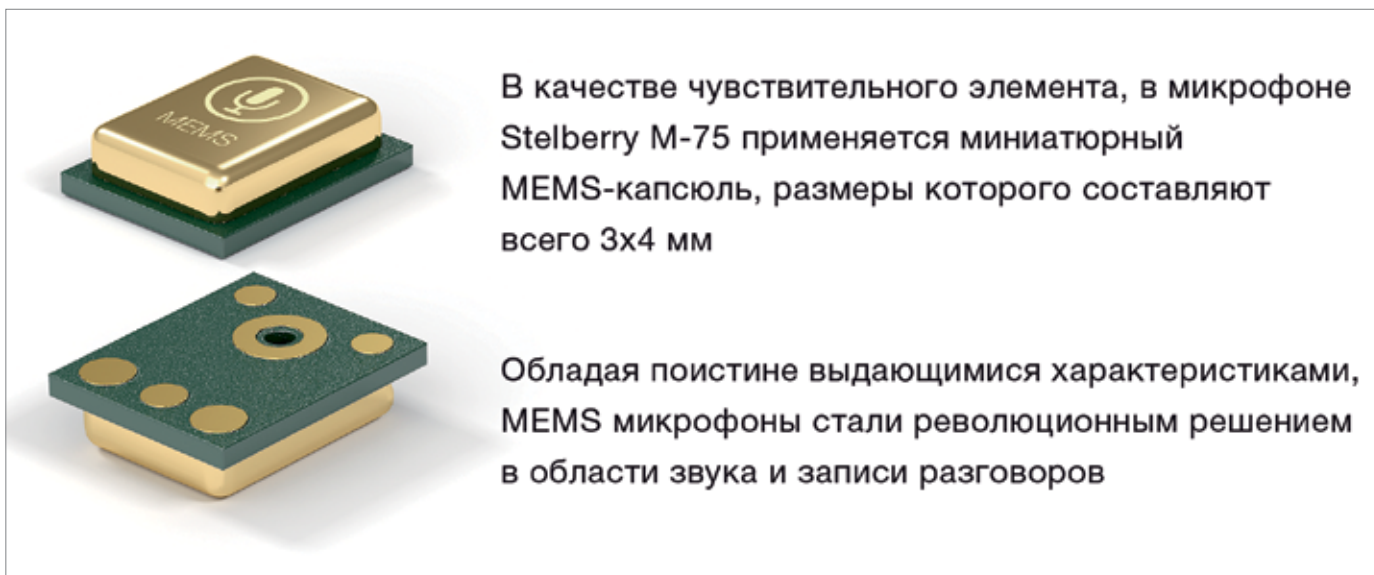 MEMS
В качестве чувствительного элемента, в микрофоне
Stelberry M-75 применяется миниатюрный
MEMS-капсюль, размеры которого составляют
всего 3х4 мм
Обладая поистине выдающимися характеристиками,
MEMS микрофоны стали революционным решением
в области звука и записи разговоров